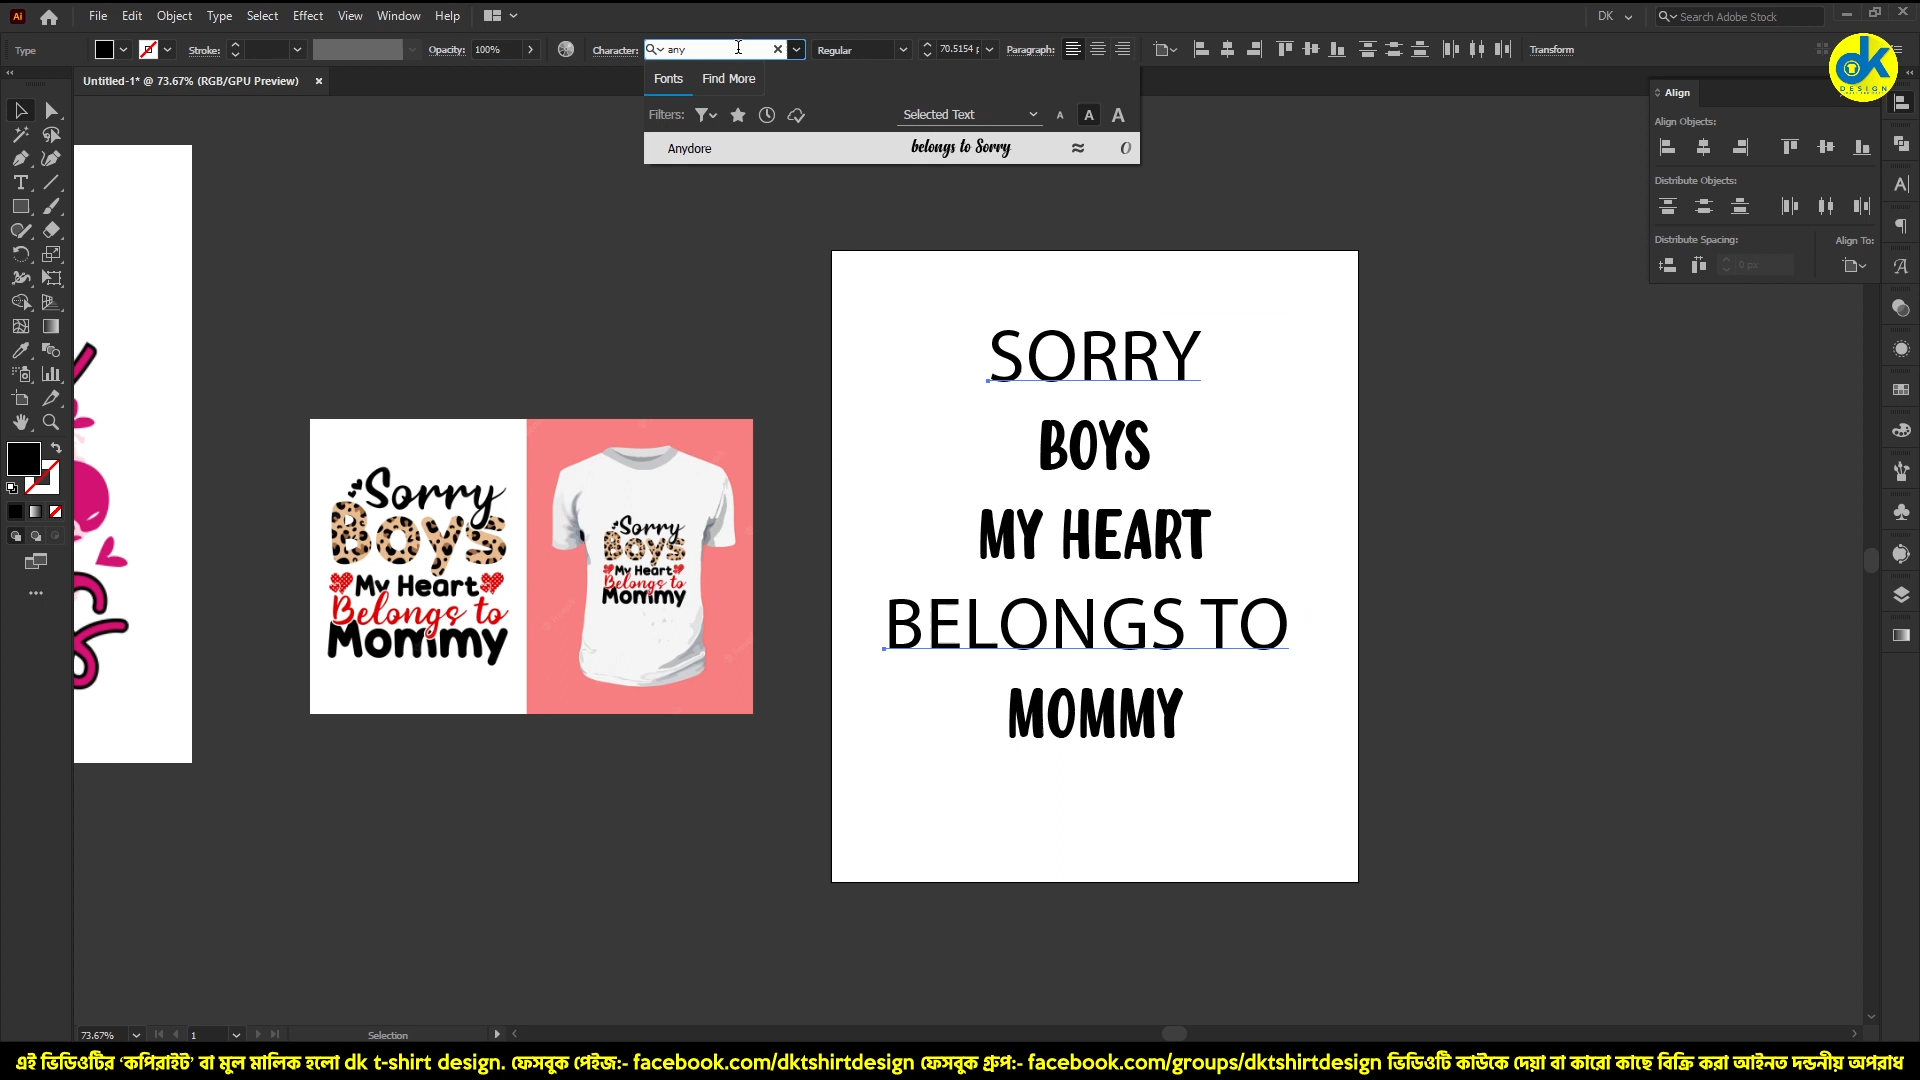 Ai File Edit Object Type Select Effect View Window Help DK Search Adobe Stock
Type Stroke: Opacity: 100% Character: any Regular 70.5154 p Paragraph: Transform
Untitled-1* @ 73.67% (RGB/GPU Preview)
dk
DESIGN
Fonts Find More
Filters: Selected Text A A A
Anydore belongs to Sorry
Align
Align Objects:
Distribute Objects:
Distribute Spacing: Align To:
0 px
SORRY
BOYS
MY HEART
BELONGS TO
MOMMY
Sorry
Boys
My Heart
Belongs to
Mommy
Sorry
Boys
My Heart
Belongs to
Mommy
73.67% 1 Selection
এই ভিডিওটির ‘কপিরাইট’ বা মুল মালিক হলো dk t-shirt design. ফেসবুক পেইজ:- facebook.com/dktshirtdesign ফেসবুক গ্রুপ:- facebook.com/groups/dktshirtdesign ভিডিওটি কাউকে দেয়া বা কারো কাছে বিক্রি করা আইনত দন্ডনীয় অপরাধ